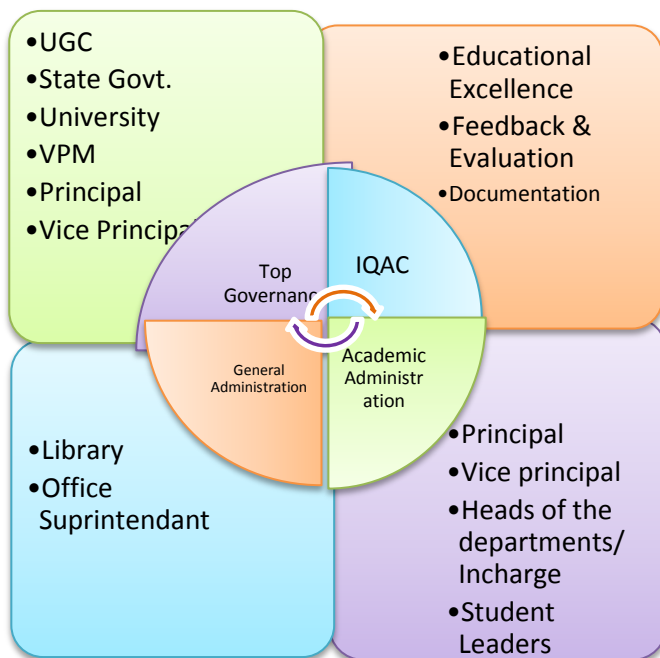 •UGC
•State Govt.
•University
•VPM
•Principal
•Vice Principal
•Educational
Excellence
•Feedback &
Evaluation
•Documentation
Top
Governanc
IQAC
General
Administration
Academic
Administr
ation
•Library
•Office
Suprintendant
•Principal
•Vice principal
•Heads of the
departments/
Incharge
•Student
Leaders